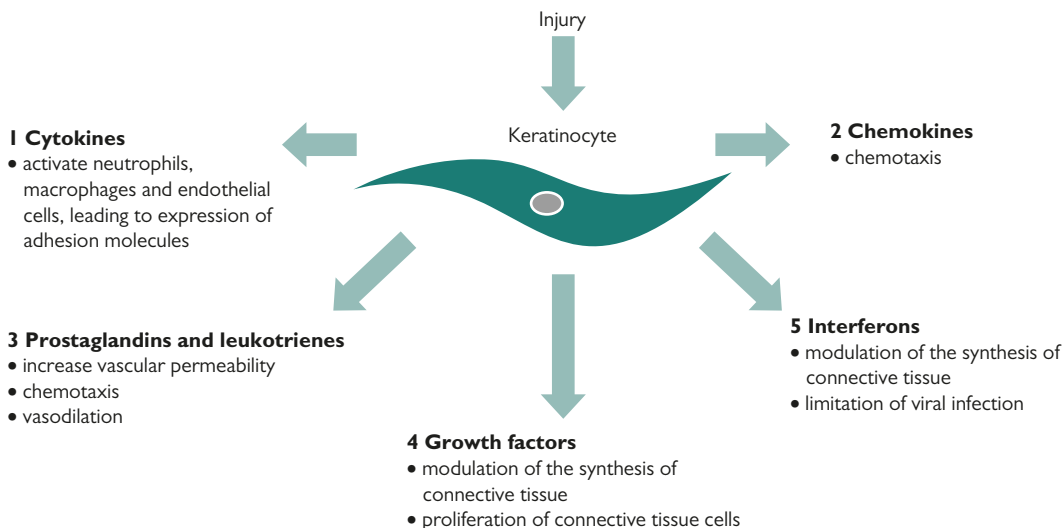 Injury
Keratinocyte
1 Cytokines
• activate neutrophils,
macrophages and endothelial
cells, leading to expression of
adhesion molecules
2 Chemokines
• chemotaxis
3 Prostaglandins and leukotrienes
• increase vascular permeability
• chemotaxis
• vasodilation
4 Growth factors
• modulation of the synthesis of
connective tissue
• proliferation of connective tissue cells
5 Interferons
• modulation of the synthesis of
connective tissue
• limitation of viral infection